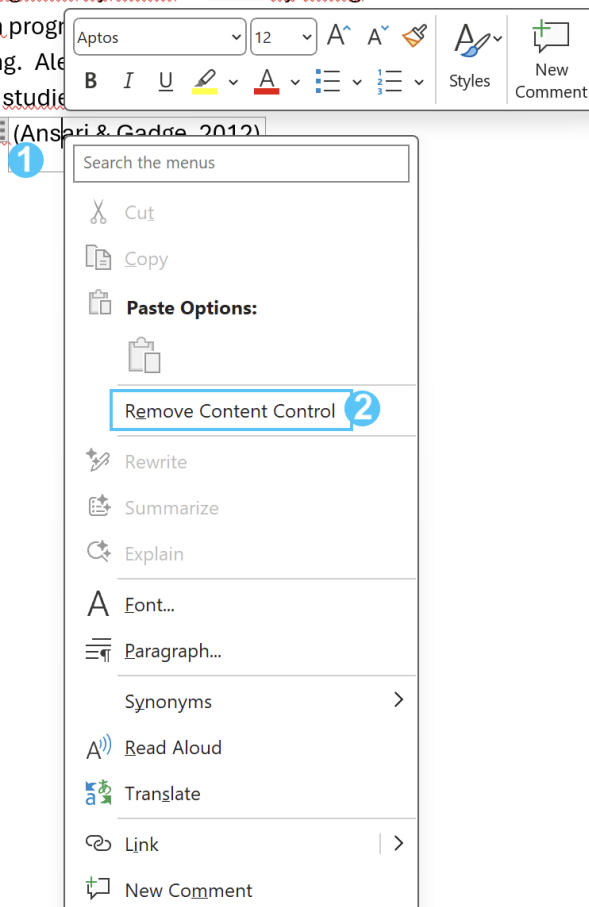 progr
Aptos
12
ng. Ale
B I U A
Styles
New
Comment
studie
(Ansari & Gadge, 2012)
1
Search the menus
Cut
Copy
Paste Options:
Remove Content Control
2
Rewrite
Summarize
Explain
Font...
Paragraph...
Synonyms
Read Aloud
Translate
Link
New Comment